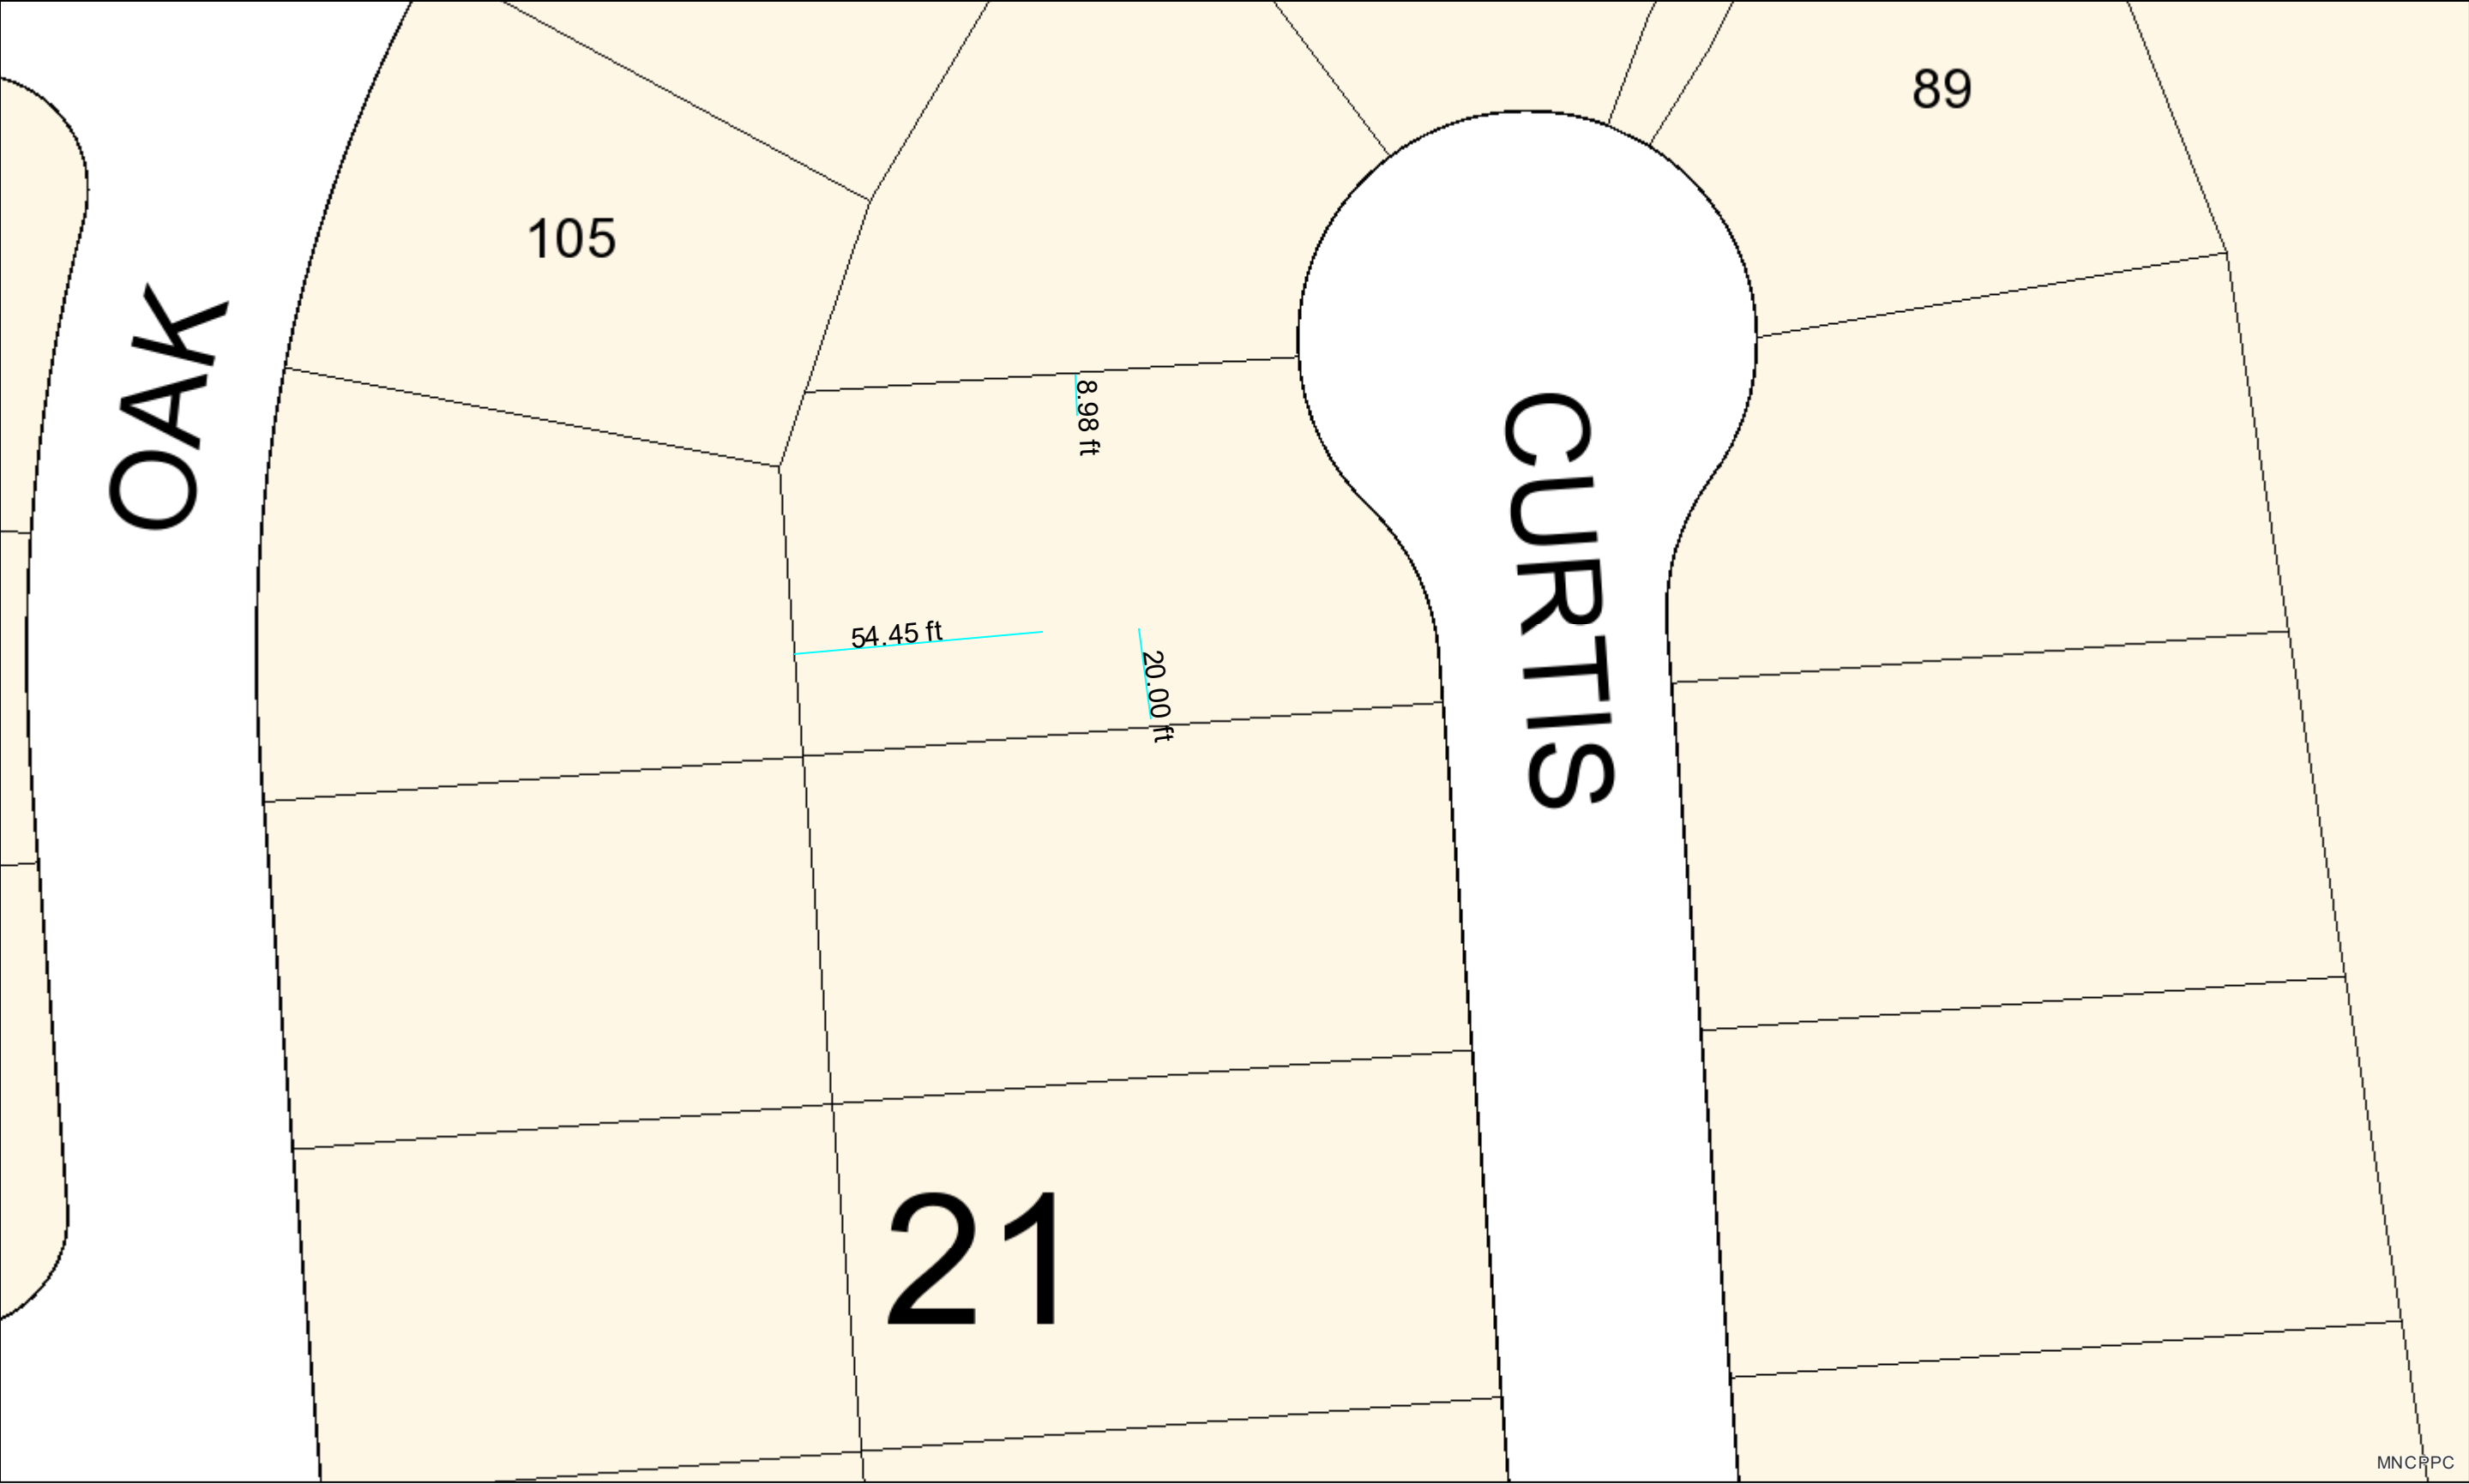 89
105
OAK
8.98 ft
CURTIS
54.45 ft
20.00 ft
21
MNCPPC